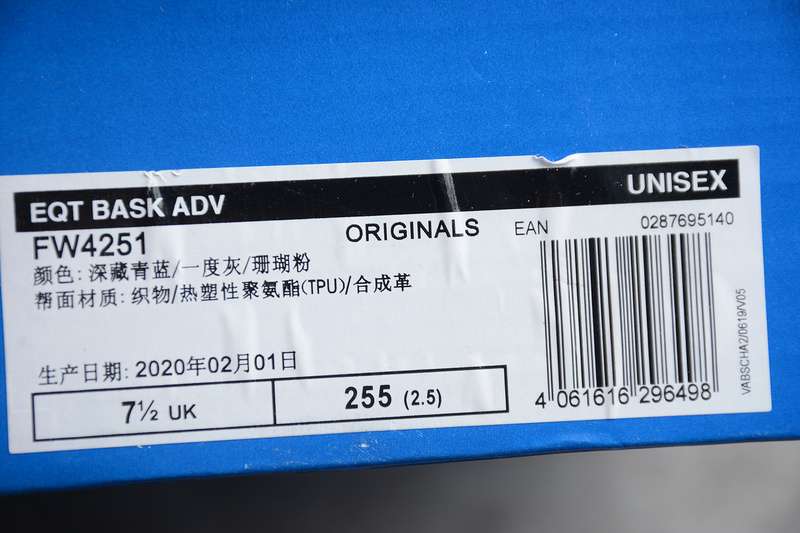 EQT BASK ADV UNISEX
FW4251 ORIGINALS EAN 0287695140
颜色: 深藏青蓝/一度灰/珊瑚粉
帮面材质: 织物/热塑性聚氨酯(TPU)/合成革
生产日期: 2020年02月01日
7½ UK 255 (2.5)
4 061616 296498
VABSCHA2/0619/V05